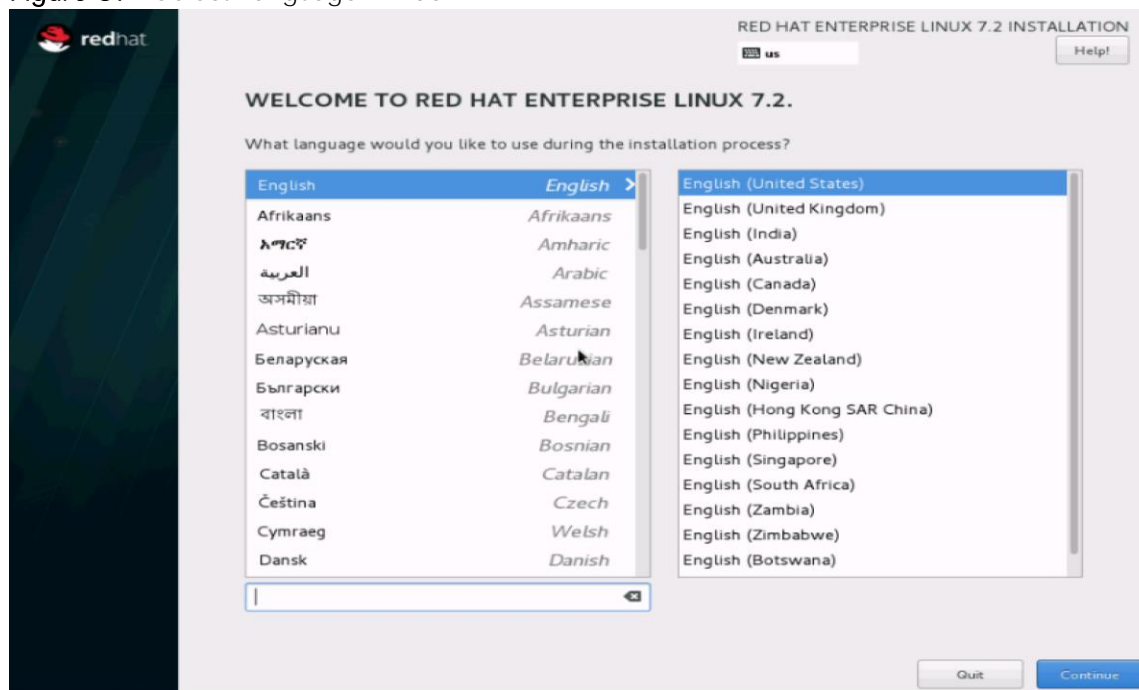 redhat
RED HAT ENTERPRISE LINUX 7.2 INSTALLATION
us
Help!
WELCOME TO RED HAT ENTERPRISE LINUX 7.2.
What language would you like to use during the installation process?
English English
Afrikaans Afrikaans
አማርኛ Amharic
العربية Arabic
অসমীয়া Assamese
Asturianu Asturian
Беларуская Belarusian
Български Bulgarian
বাংলা Bengali
Bosanski Bosnian
Català Catalan
Čeština Czech
Cymraeg Welsh
Dansk Danish
English (United States)
English (United Kingdom)
English (India)
English (Australia)
English (Canada)
English (Denmark)
English (Ireland)
English (New Zealand)
English (Nigeria)
English (Hong Kong SAR China)
English (Philippines)
English (Singapore)
English (South Africa)
English (Zambia)
English (Zimbabwe)
English (Botswana)
Quit
Continue